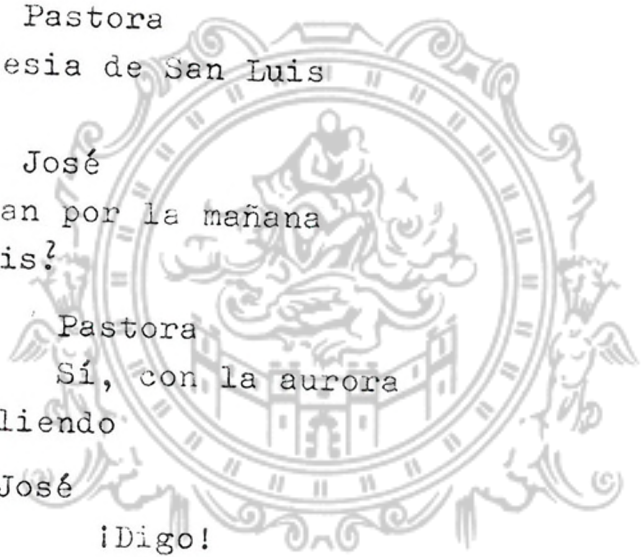 Pastora
esia de San Luis
José
an por la mañana
is?
Pastora
Sí, con la aurora
liendo
José
¡Digo!